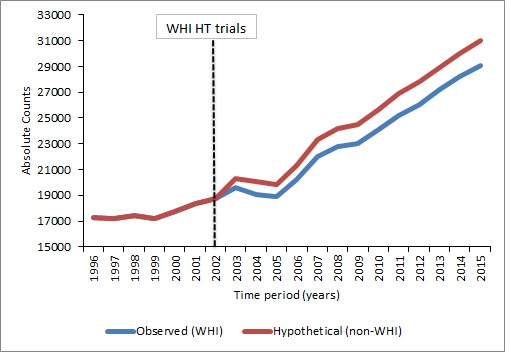 WHI HT trials
33000
31000
29000
27000
25000
23000
21000
19000
17000
15000
Absolute Counts
1996 1997 1998 1999 2000 2001 2002 2003 2004 2005 2006 2007 2008 2009 2010 2011 2012 2013 2014 2015
Time period (years)
Observed (WHI) Hypothetical (non-WHI)